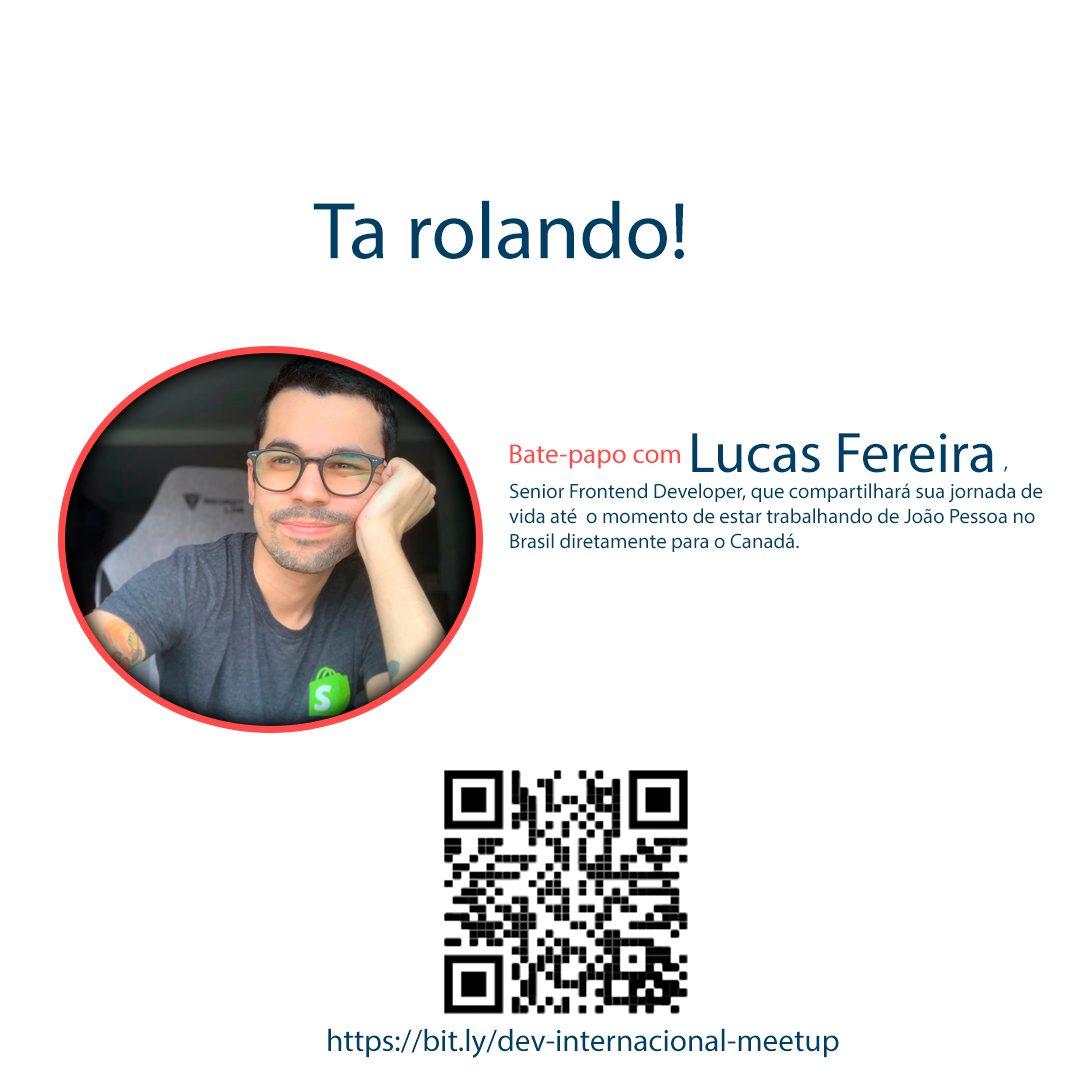 Ta rolando!
Bate-papo com Lucas Fereira ,
Senior Frontend Developer, que compartilhará sua jornada de
vida até o momento de estar trabalhando de João Pessoa no
Brasil diretamente para o Canadá.
S
https://bit.ly/dev-internacional-meetup